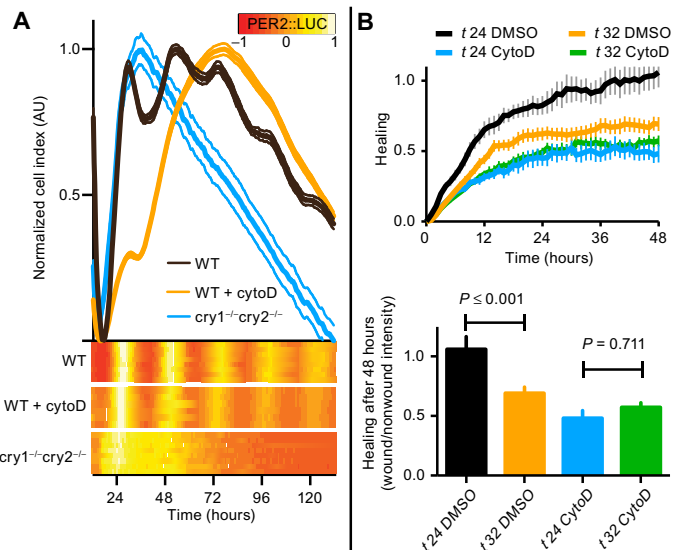 A
PER2::LUC
−1 0 1
Normalized cell index (AU)
1.0
0.5
WT
WT + cytoD
cry1⁻/⁻cry2⁻/⁻
WT
WT + cytoD
cry1⁻/⁻cry2⁻/⁻
24 48 72 96 120
Time (hours)
B
t 24 DMSO t 32 DMSO
t 24 CytoD t 32 CytoD
Healing
1.0
0.5
0.0
0 12 24 36 48
Time (hours)
Healing after 48 hours
(wound/nonwound intensity)
P ≤ 0.001
P = 0.711
1.0
0.5
0.0
t 24 DMSO
t 32 DMSO
t 24 CytoD
t 32 CytoD